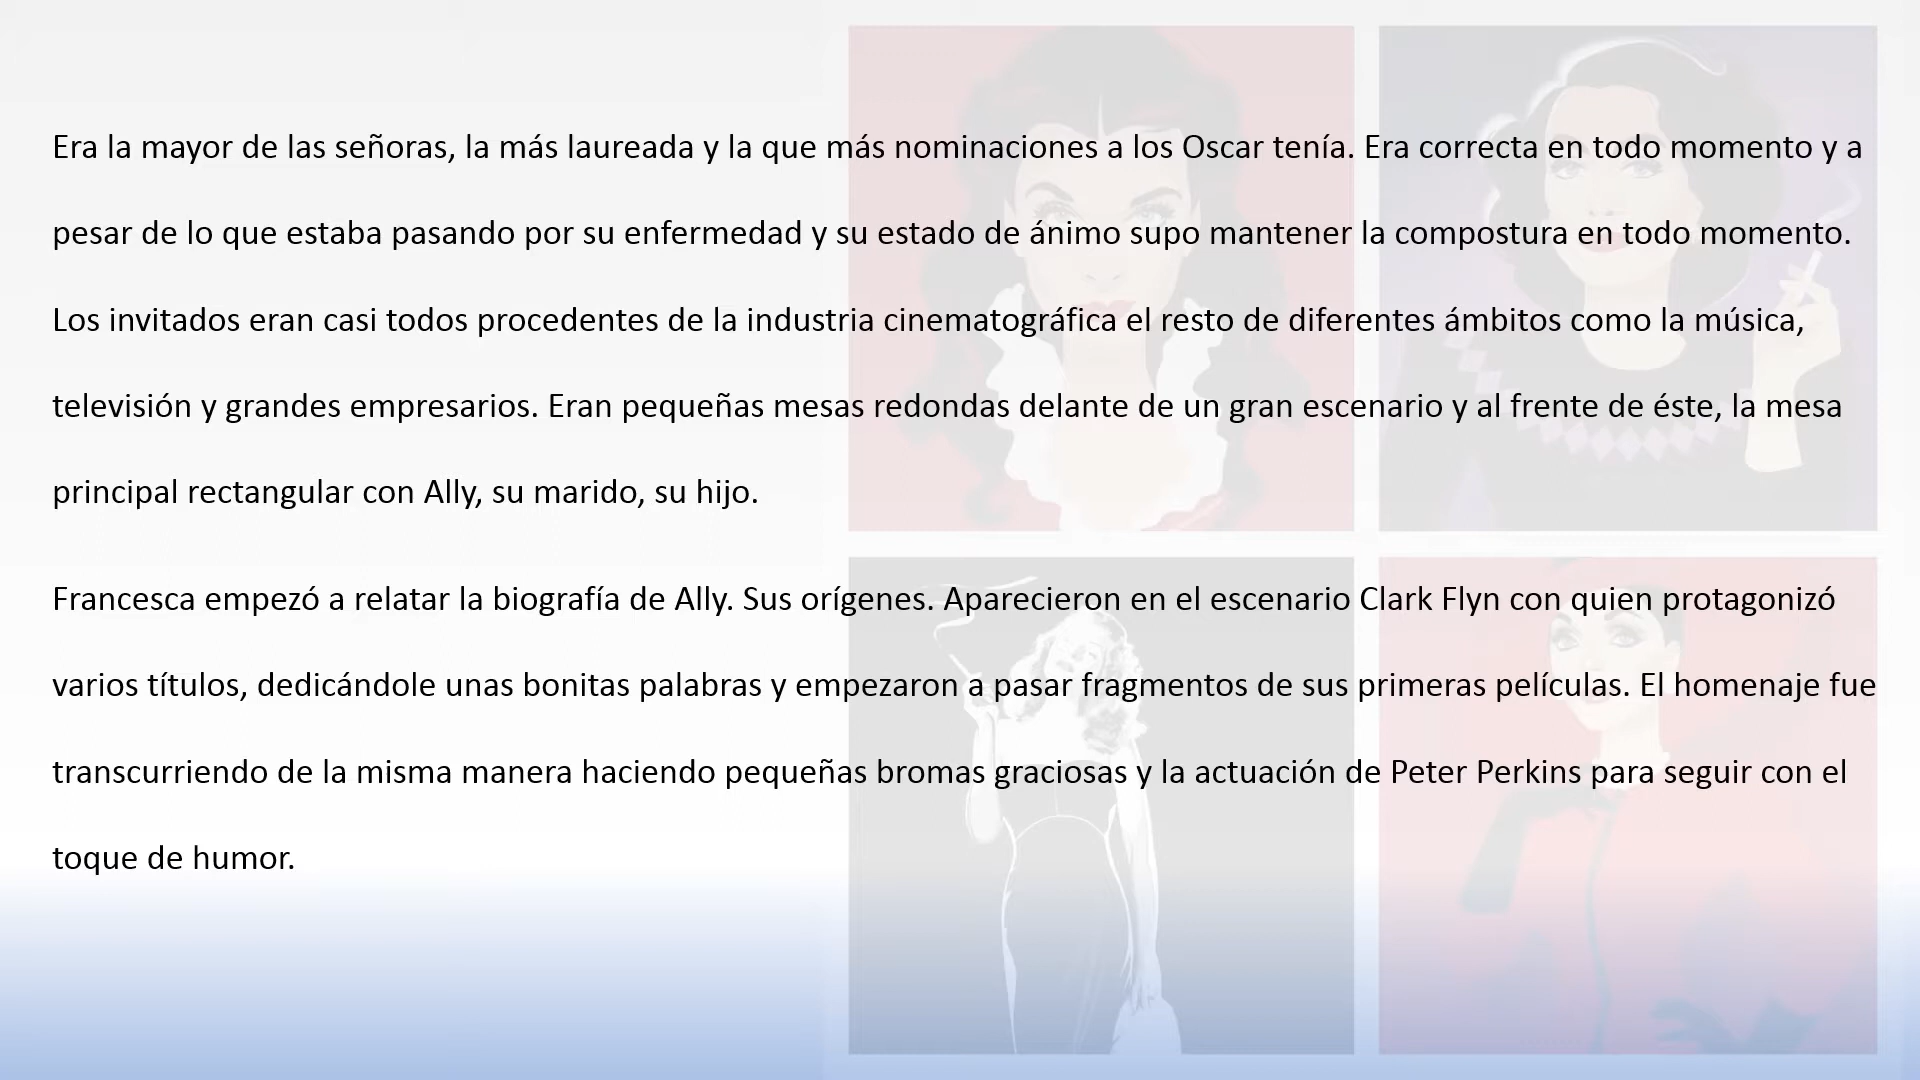 Era la mayor de las señoras, la más laureada y la que más nominaciones a los Oscar tenía. Era correcta en todo momento y a
pesar de lo que estaba pasando por su enfermedad y su estado de ánimo supo mantener la compostura en todo momento.
Los invitados eran casi todos procedentes de la industria cinematográfica el resto de diferentes ámbitos como la música,
televisión y grandes empresarios. Eran pequeñas mesas redondas delante de un gran escenario y al frente de éste, la mesa
principal rectangular con Ally, su marido, su hijo.
Francesca empezó a relatar la biografía de Ally. Sus orígenes. Aparecieron en el escenario Clark Flyn con quien protagonizó
varios títulos, dedicándole unas bonitas palabras y empezaron a pasar fragmentos de sus primeras películas. El homenaje fue
transcurriendo de la misma manera haciendo pequeñas bromas graciosas y la actuación de Peter Perkins para seguir con el
toque de humor.